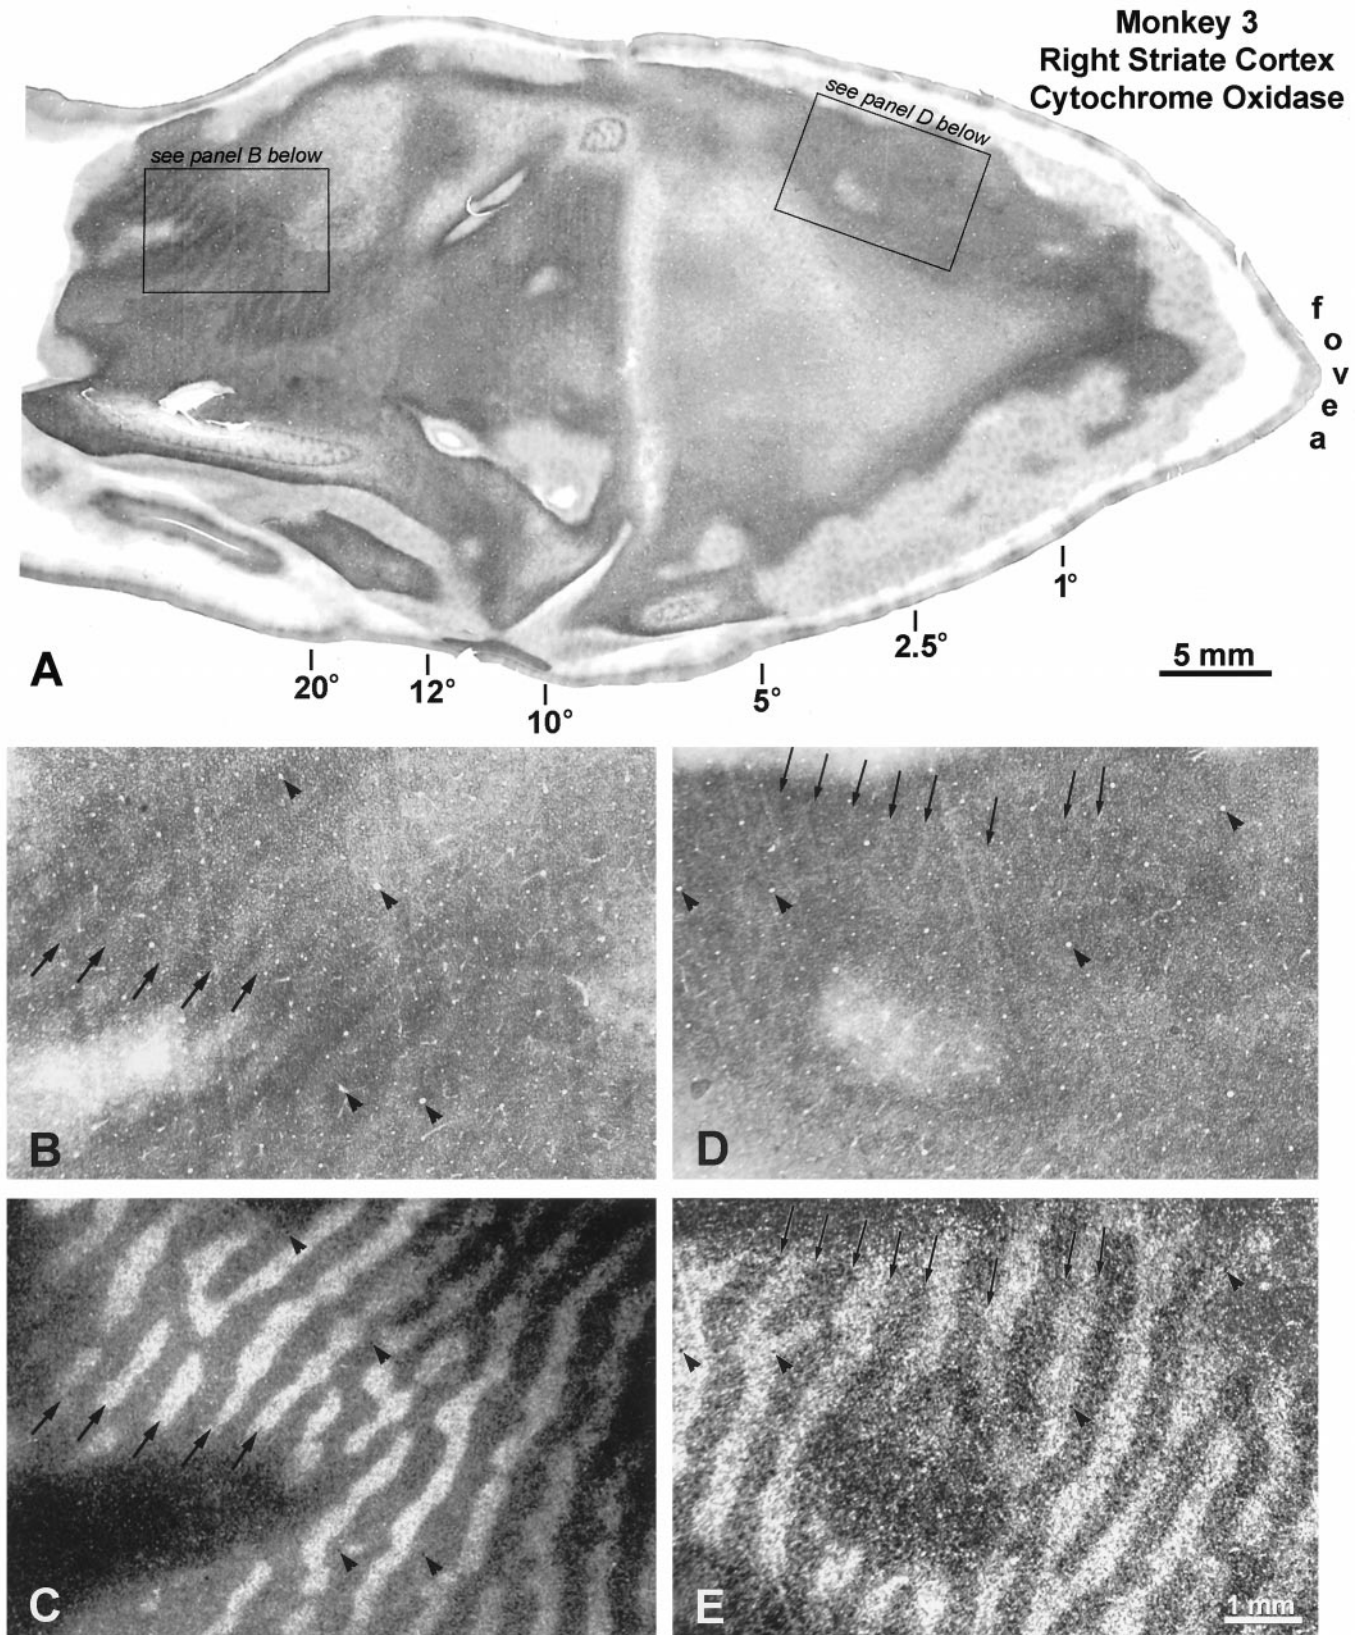 Monkey 3
Right Striate Cortex
Cytochrome Oxidase
see panel D below
see panel B below
f
o
v
e
a
1°
2.5°
5°
10°
12°
20°
5 mm
A
B
D
C
E
1 mm